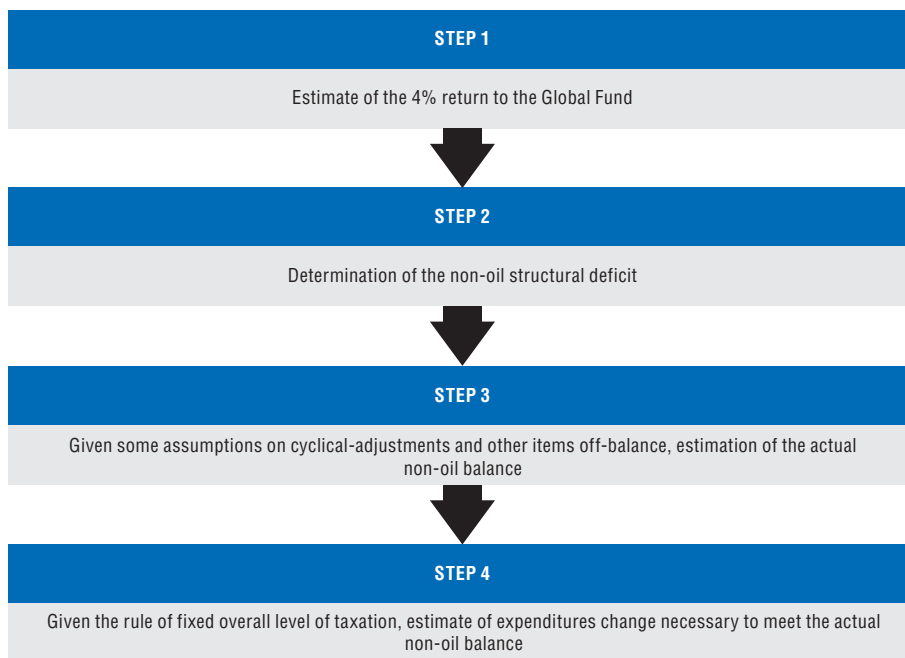 STEP 1
Estimate of the 4% return to the Global Fund
STEP 2
Determination of the non-oil structural deficit
STEP 3
Given some assumptions on cyclical-adjustments and other items off-balance, estimation of the actual
non-oil balance
STEP 4
Given the rule of fixed overall level of taxation, estimate of expenditures change necessary to meet the actual
non-oil balance